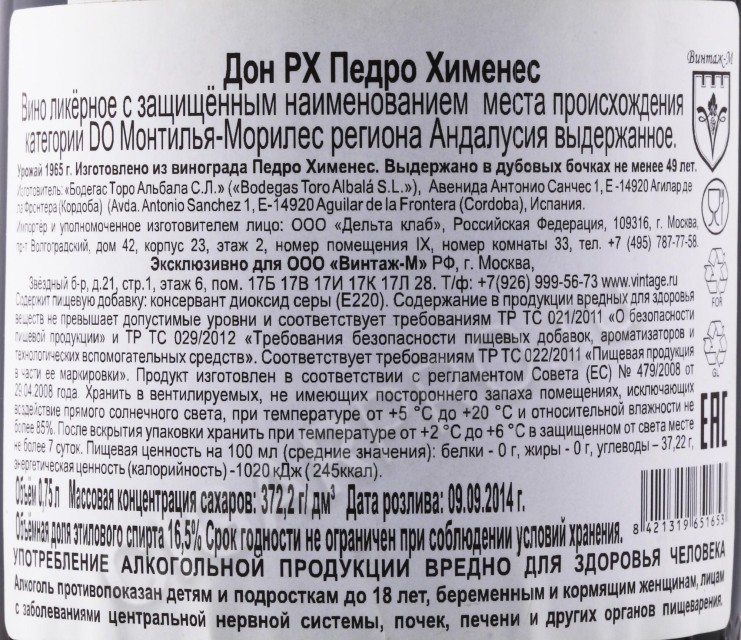 Винтаж-М
Дон PX Педро Хименес
Вино ликёрное с защищённым наименованием места происхождения
категории DO Монтилья-Морилес региона Андалусия выдержанное.
Урожай 1965 г. Изготовлено из винограда Педро Хименес. Выдержано в дубовых бочках не менее 49 лет.
Изготовитель: «Бодегас Торо Альбала С.Л.» («Bodegas Toro Albalá S.L.»), Авенида Антонио Санчес 1, Е-14920 Агилар де
ла Фронтера (Кордоба) (Avda. Antonio Sanchez 1, E-14920 Aguilar de la Frontera (Cordoba), Испания.
Импортёр и уполномоченное изготовителем лицо: ООО «Дельта клаб», Российская Федерация, 109316, г. Москва,
пр-т Волгоградский, дом 42, корпус 23, этаж 2, номер помещения IX, номер комнаты 33, тел. +7 (495) 787-77-58.
Эксклюзивно для ООО «Винтаж-М» РФ, г. Москва,
Звёздный б-р, д.21, стр.1, этаж 6, пом. 17Б 17В 17И 17К 17Л 28. Т/ф: +7(926) 999-56-73 www.vintage.ru
Содержит пищевую добавку: консервант диоксид серы (Е220). Содержание в продукции вредных для здоровья
веществ не превышает допустимые уровни и соответствует требованиям ТР ТС 021/2011 «О безопасности
пищевой продукции» и ТР ТС 029/2012 «Требования безопасности пищевых добавок, ароматизаторов и
технологических вспомогательных средств». Соответствует требованиям ТР ТС 022/2011 «Пищевая продукция
в части ее маркировки». Продукт изготовлен в соответствии с регламентом Совета (ЕС) № 479/2008 от
29.04.2008 года. Хранить в вентилируемых, не имеющих постороннего запаха помещениях, исключающих
воздействие прямого солнечного света, при температуре от +5 °С до +20 °С и относительной влажности не
более 85%. После вскрытия упаковки хранить при температуре от +2 °С до +6 °С в защищенном от света месте
не более 7 суток. Пищевая ценность на 100 мл (средние значения): белки - 0 г, жиры - 0 г, углеводы – 37,22 г,
энергетическая ценность (калорийность) -1020 кДж ( 245ккал).
FOR
GL
EAC
Объём 0,75 л Массовая концентрация сахаров: 372,2 г/ дм³ Дата розлива: 09.09.2014 г.
Объёмная доля этилового спирта 16,5% Срок годности не ограничен при соблюдении условий хранения.
8 421319 651653
УПОТРЕБЛЕНИЕ АЛКОГОЛЬНОЙ ПРОДУКЦИИ ВРЕДНО ДЛЯ ЗДОРОВЬЯ ЧЕЛОВЕКА
Алкоголь противопоказан детям и подросткам до 18 лет, беременным и кормящим женщинам, лицам
с заболеваниями центральной нервной системы, почек, печени и других органов пищеварения.